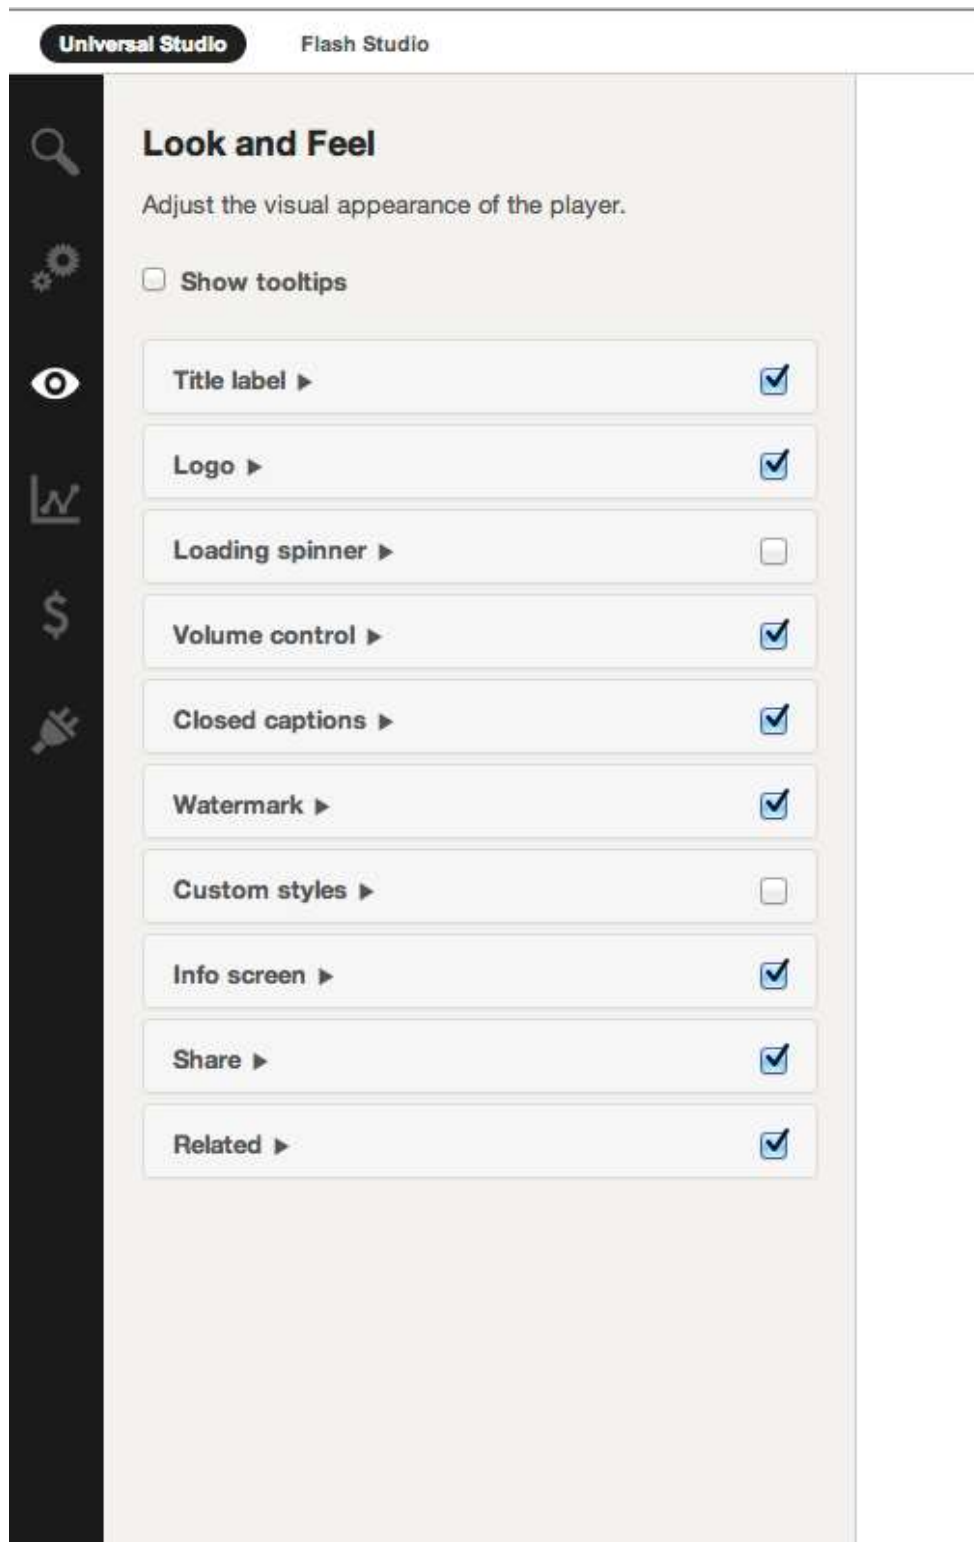 Universal Studio Flash Studio
Look and Feel
Adjust the visual appearance of the player.
Show tooltips
Title label
Logo
Loading spinner
Volume control
Closed captions
Watermark
Custom styles
Info screen
Share
Related